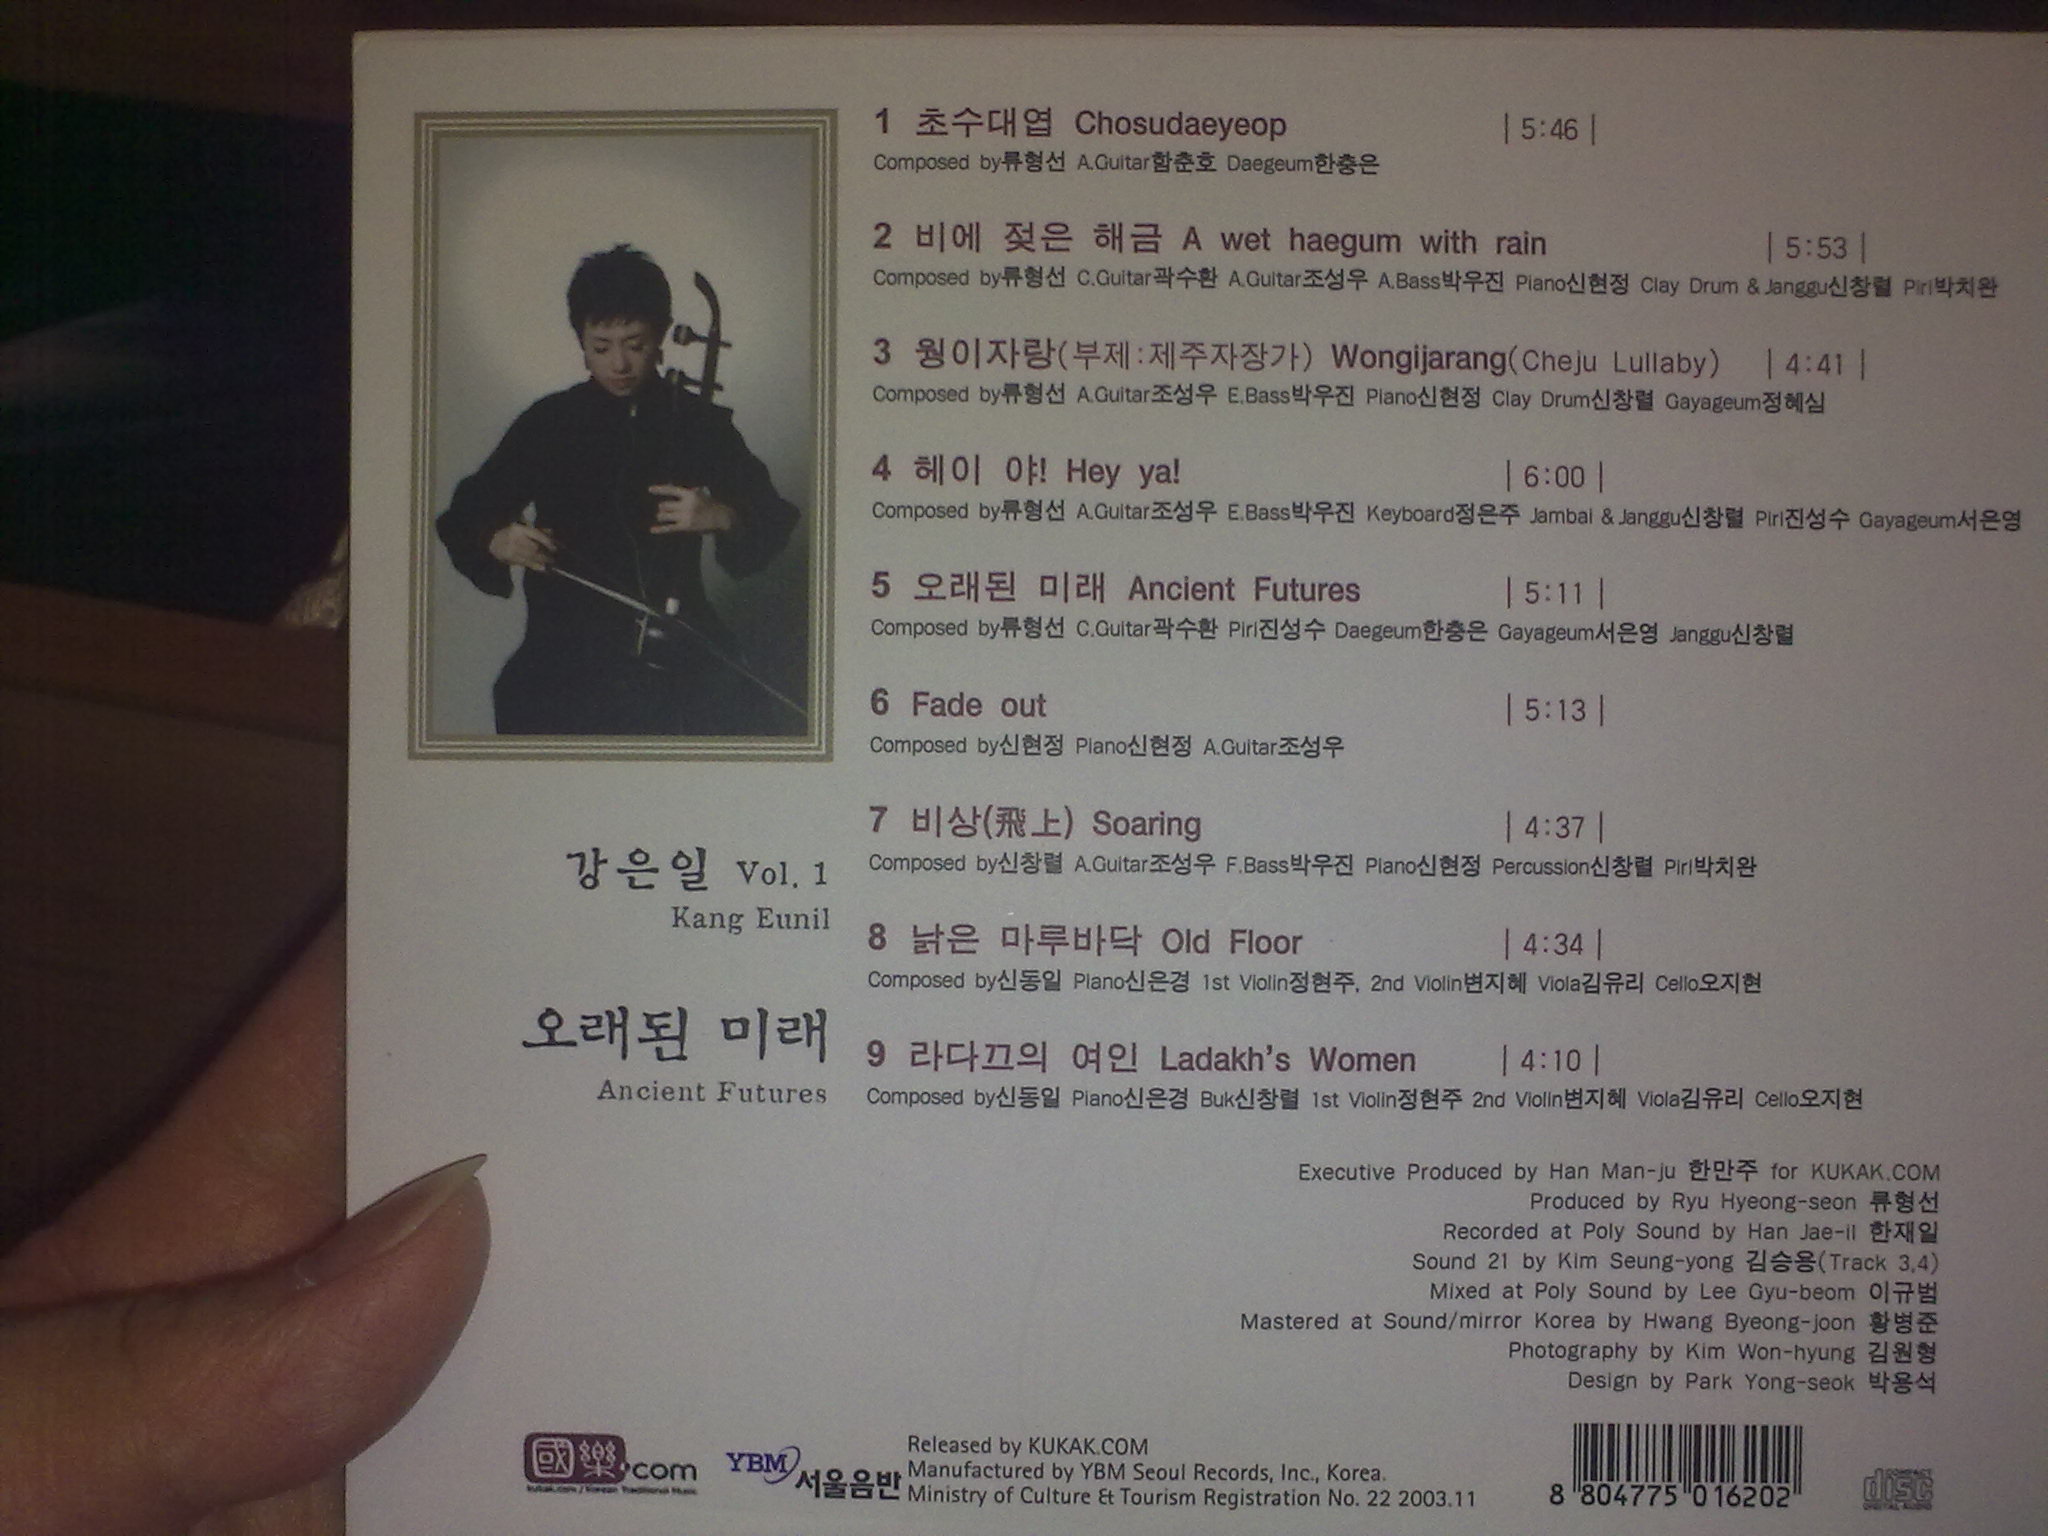 1 초수대엽 Chosudaeyeop | 5:46 |
Composed by류형선 A.Guitar함춘호 Daegeum한충은
2 비에 젖은 해금 A wet haegum with rain | 5:53 |
Composed by류형선 C.Guitar곽수환 A.Guitar조성우 A.Bass박우진 Piano신현정 Clay Drum & Janggu신창렬 Piri박치완
3 웡이자랑(부제:제주자장가) Wongijarang(Cheju Lullaby) | 4:41 |
Composed by류형선 A.Guitar조성우 E.Bass박우진 Piano신현정 Clay Drum신창렬 Gayageum정혜심
4 헤이 야! Hey ya! | 6:00 |
Composed by류형선 A.Guitar조성우 E.Bass박우진 Keyboard정은주 Jambai & Janggu신창렬 Piri진성수 Gayageum서은영
5 오래된 미래 Ancient Futures | 5:11 |
Composed by류형선 C.Guitar곽수환 Piri진성수 Daegeum한충은 Gayageum서은영 Janggu신창렬
6 Fade out | 5:13 |
Composed by신현정 Piano신현정 A.Guitar조성우
7 비상(飛上) Soaring | 4:37 |
Composed by신창렬 A.Guitar조성우 F.Bass박우진 Piano신현정 Percussion신창렬 Piri박치완
8 낡은 마루바닥 Old Floor | 4:34 |
Composed by신동일 Piano신은경 1st Violin정현주, 2nd Violin변지혜 Viola김유리 Cello오지현
9 라다끄의 여인 Ladakh's Women | 4:10 |
Composed by신동일 Piano신은경 Buk신창렬 1st Violin정현주 2nd Violin변지혜 Viola김유리 Cello오지현
강은일 Vol. 1
Kang Eunil
오래된 미래
Ancient Futures
Executive Produced by Han Man-ju 한만주 for KUKAK.COM
Produced by Ryu Hyeong-seon 류형선
Recorded at Poly Sound by Han Jae-il 한재일
Sound 21 by Kim Seung-yong 김승용(Track 3,4)
Mixed at Poly Sound by Lee Gyu-beom 이규범
Mastered at Sound/mirror Korea by Hwang Byeong-joon 황병준
Photography by Kim Won-hyung 김원형
Design by Park Yong-seok 박용석
國樂.com
kukak.com / Korean Traditional Music
YBM 서울음반
Released by KUKAK.COM
Manufactured by YBM Seoul Records, Inc., Korea.
Ministry of Culture & Tourism Registration No. 22 2003.11
8 804775 016202
COMPACT
disc
DIGITAL AUDIO